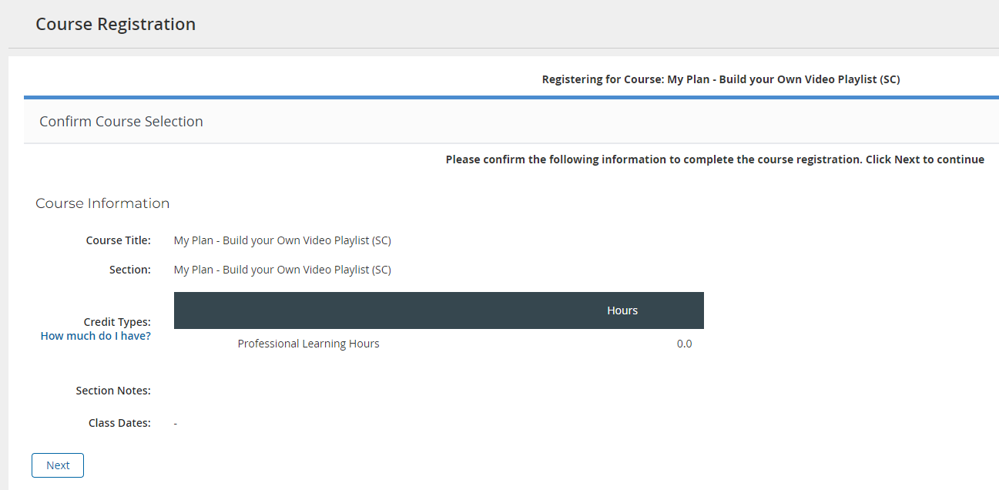 Course Registration
Registering for Course: My Plan - Build your Own Video Playlist (SC)
Confirm Course Selection
Please confirm the following information to complete the course registration. Click Next to continue
Course Information
Course Title: My Plan - Build your Own Video Playlist (SC)
Section: My Plan - Build your Own Video Playlist (SC)
Hours
Credit Types:
How much do I have?
Professional Learning Hours 0.0
Section Notes:
Class Dates: -
Next